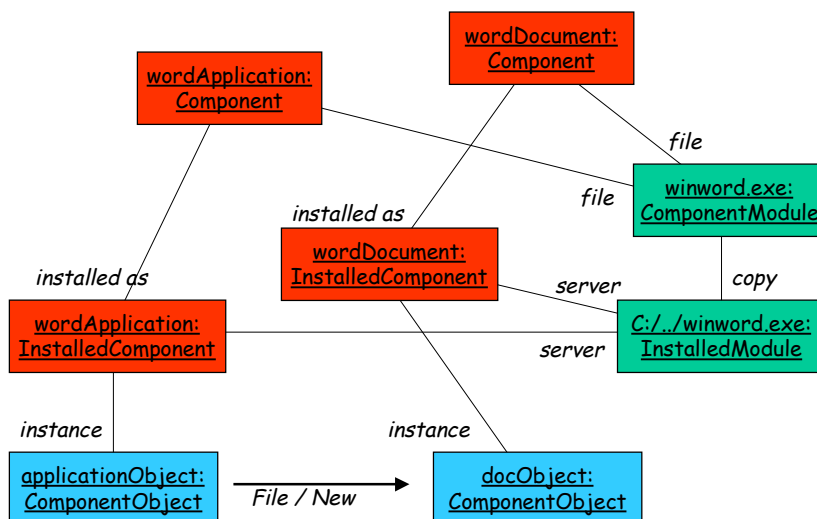 wordDocument:
Component
wordApplication:
Component
file
winword.exe:
ComponentModule
file
installed as
wordDocument:
InstalledComponent
installed as
server
copy
wordApplication:
InstalledComponent
C:/../winword.exe:
InstalledModule
server
instance
instance
applicationObject:
ComponentObject
File / New
docObject:
ComponentObject